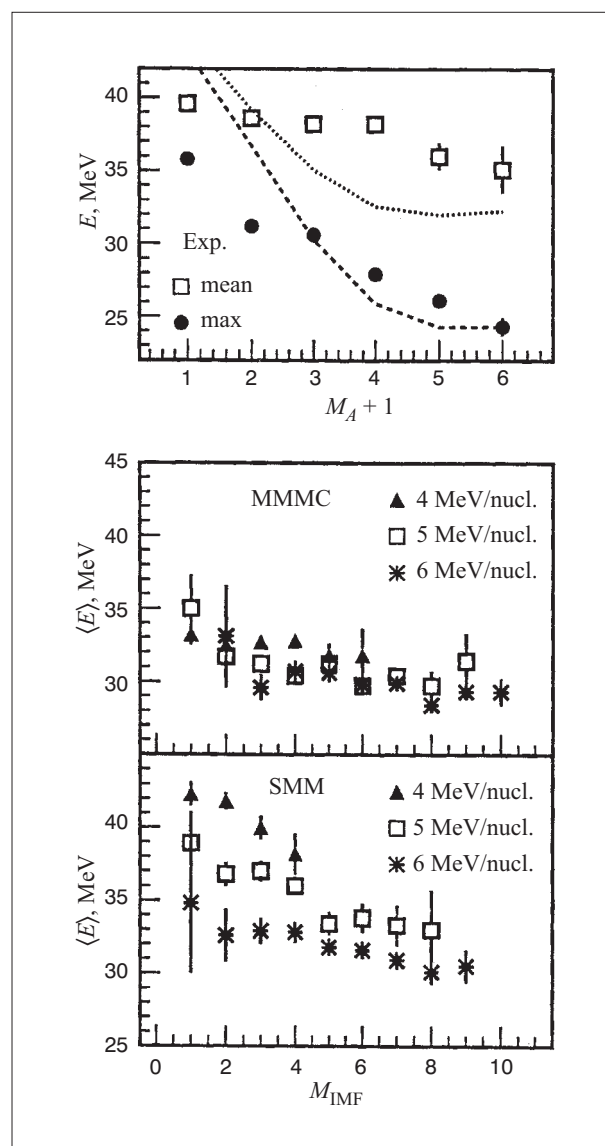 40
35
30
25
E, MeV
Exp.
mean
max
1 2 3 4 5 6
M_A + 1
45
40
35
30
⟨E⟩, MeV
MMMC
4 MeV/nucl.
5 MeV/nucl.
6 MeV/nucl.
40
35
30
25
⟨E⟩, MeV
SMM
4 MeV/nucl.
5 MeV/nucl.
6 MeV/nucl.
0 2 4 6 8 10
M_IMF